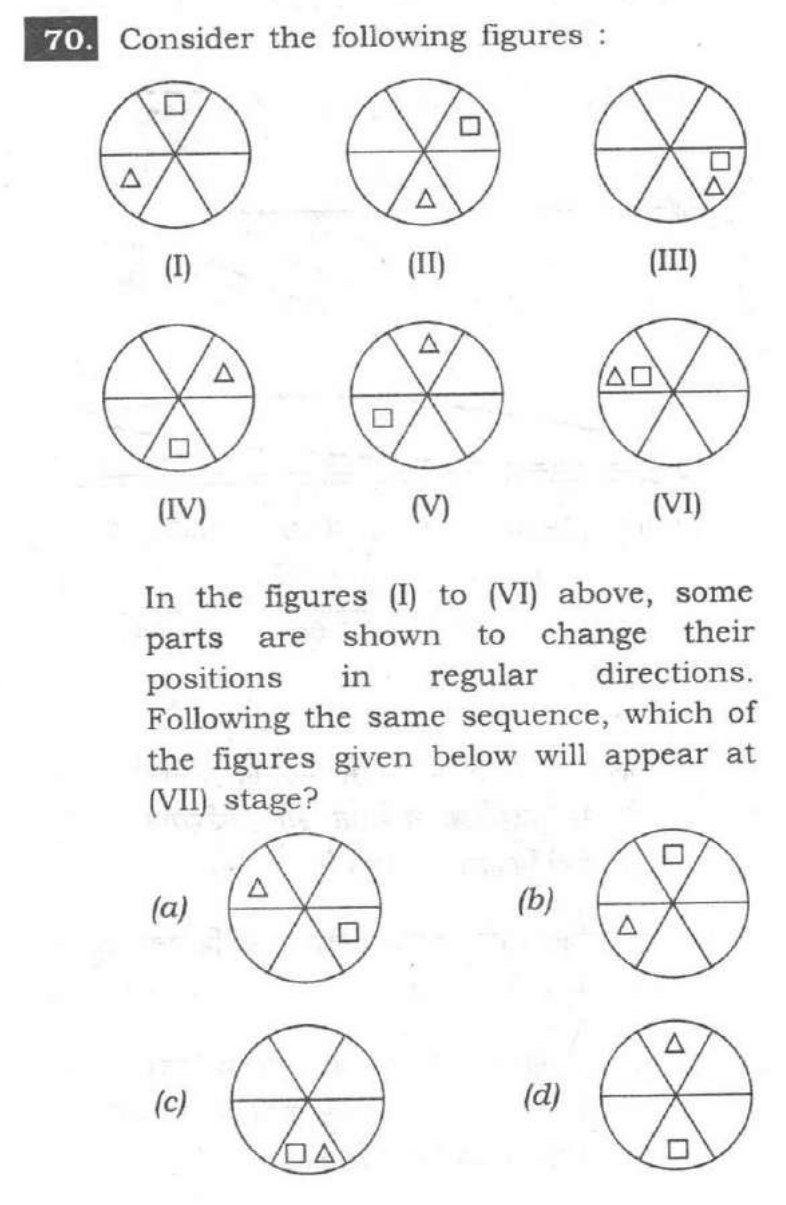 70. Consider the following figures :
(I) (II) (III)
(IV) (V) (VI)
In the figures (I) to (VI) above, some
parts are shown to change their
positions in regular directions.
Following the same sequence, which of
the figures given below will appear at
(VII) stage?
(a) (b)
(c) (d)